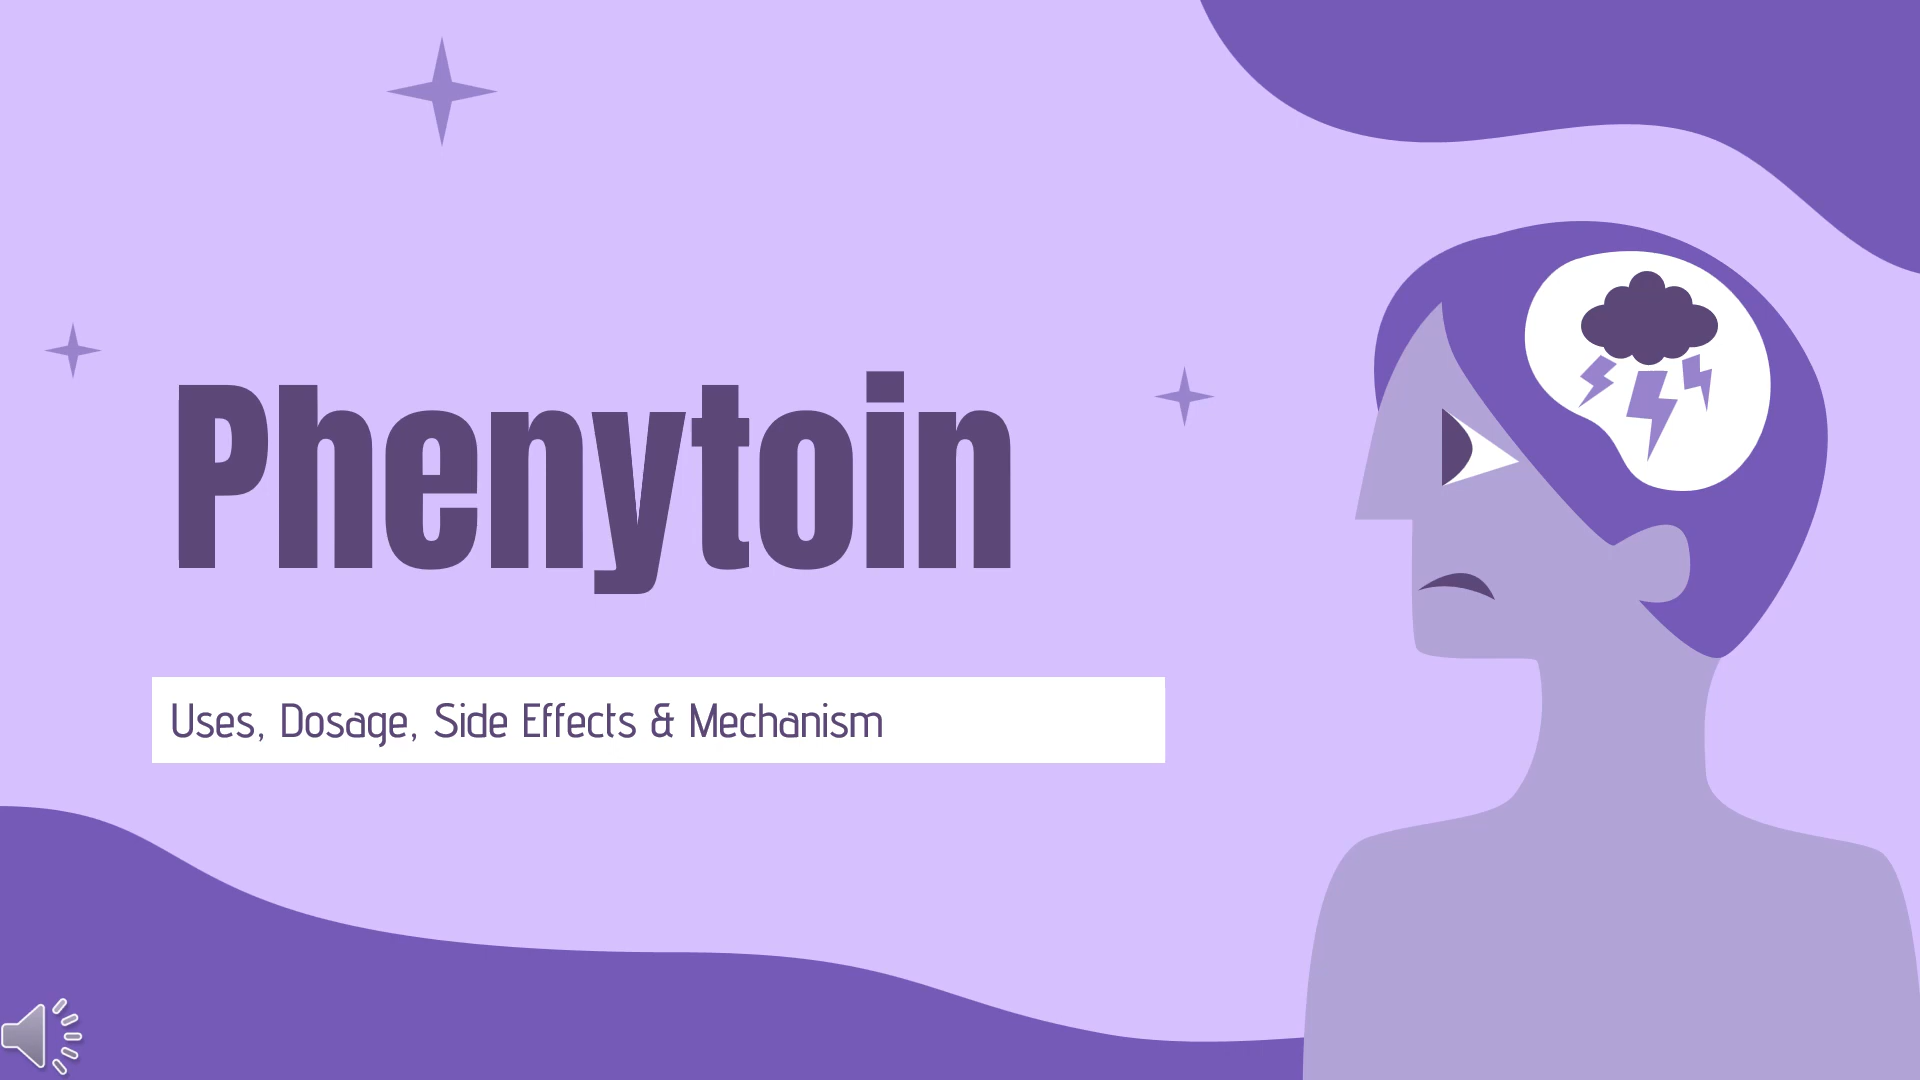 Phenytoin
Uses, Dosage, Side Effects & Mechanism